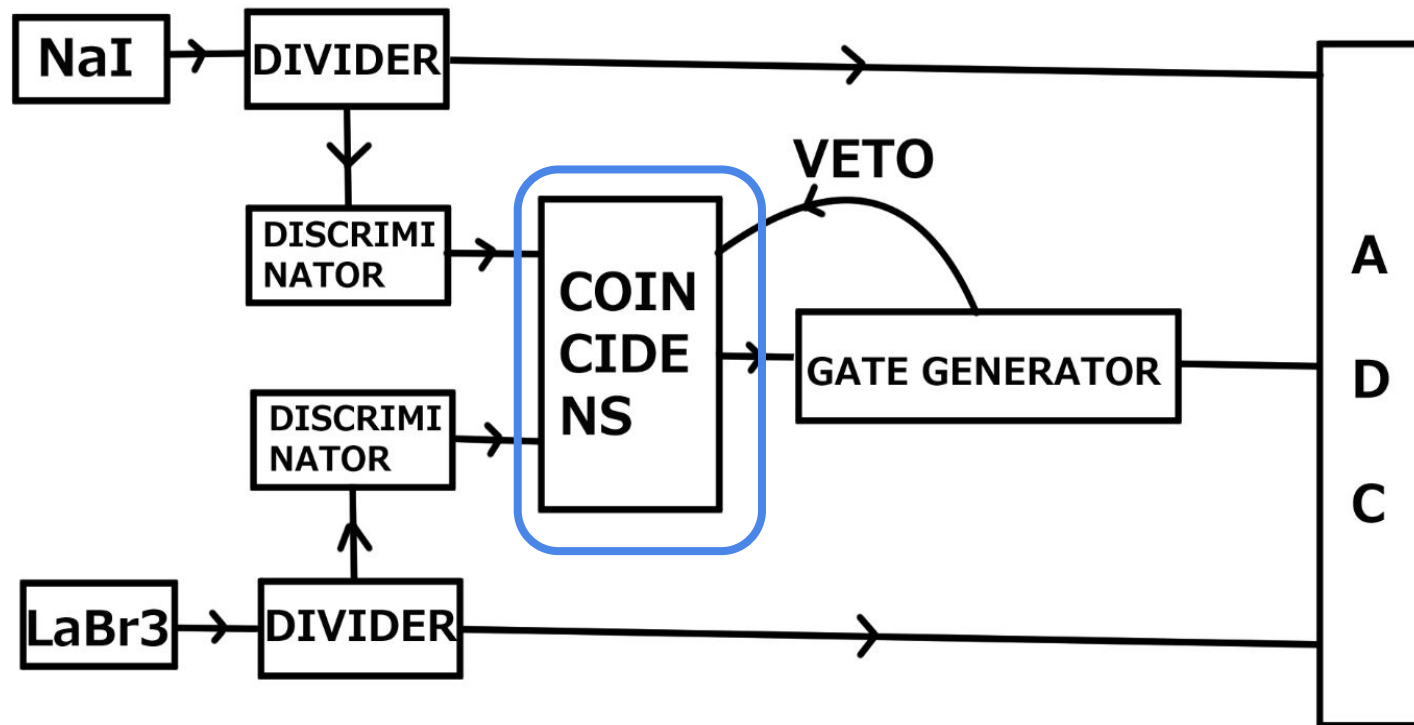 NaI
DIVIDER
VETO
DISCRIMI
NATOR
COIN
CIDE
NS
GATE GENERATOR
DISCRIMI
NATOR
LaBr3
DIVIDER
A
D
C